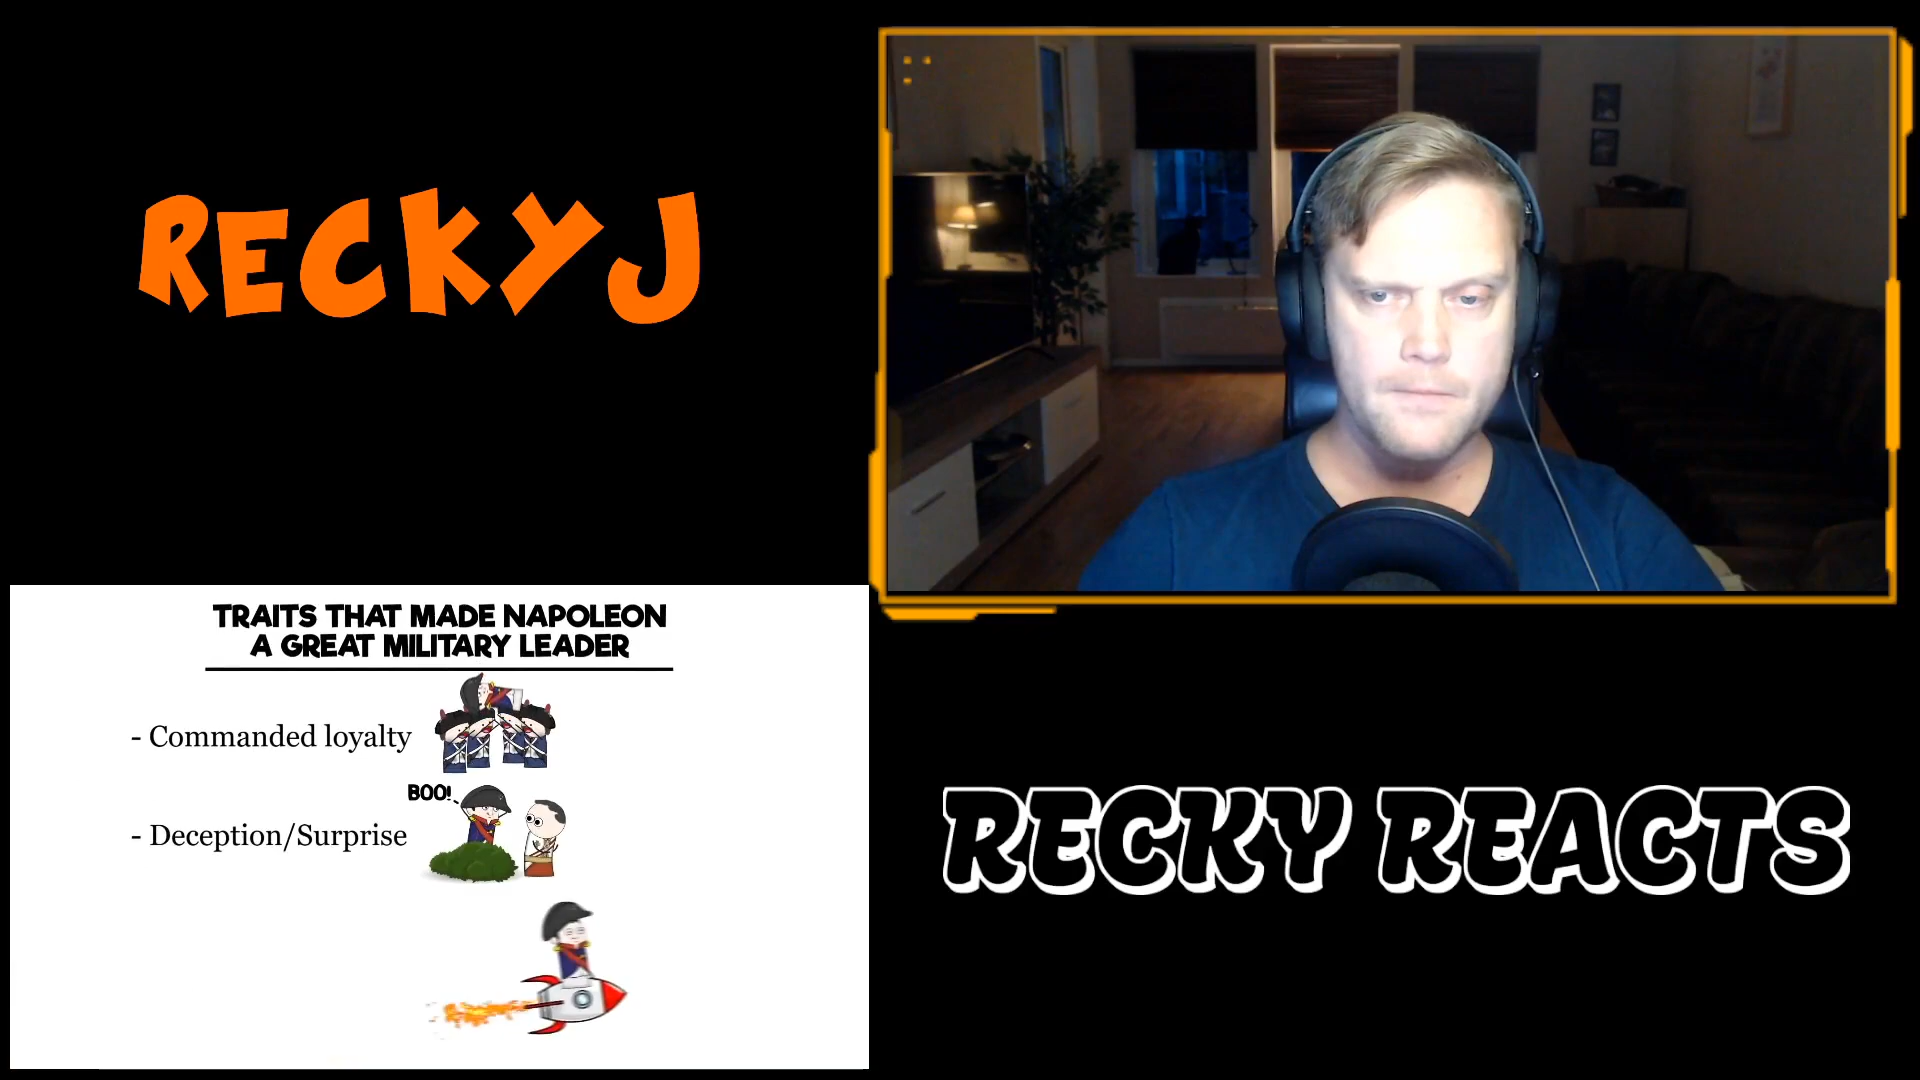 RECKYJ
TRAITS THAT MADE NAPOLEON
A GREAT MILITARY LEADER
- Commanded loyalty
BOO!
- Deception/Surprise
RECKY REACTS